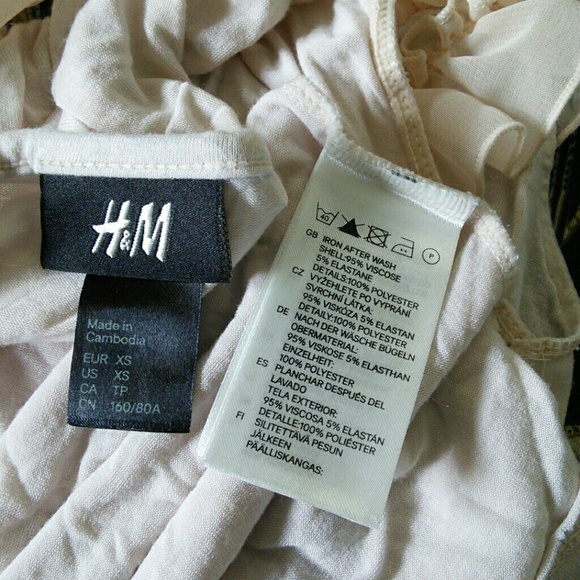 H&M
Made in
Cambodia
EUR XS
US XS
CA TP
CN 160/80A
40
P
GB IRON AFTER WASH
SHELL:95% VISCOSE
5% ELASTANE
DETAILS:100% POLYESTER
CZ VYŽEHLETE PO VYPRÁNÍ
SVRCHNÍ LÁTKA:
95% VISKÓZA 5% ELASTAN
DETAILY:100% POLYESTER
DE NACH DER WÄSCHE BÜGELN
OBERMATERIAL:
95% VISKOSE 5% ELASTHAN
EINZELHEIT:
100% POLYESTER
ES PLANCHAR DESPUÉS DEL
LAVADO
TELA EXTERIOR:
95% VISCOSA 5% ELASTÁN
DETALLE:100% POLIÉSTER
FI SILITETTÄVÄ PESUN
JÄLKEEN
PÄÄLLISKANGAS: